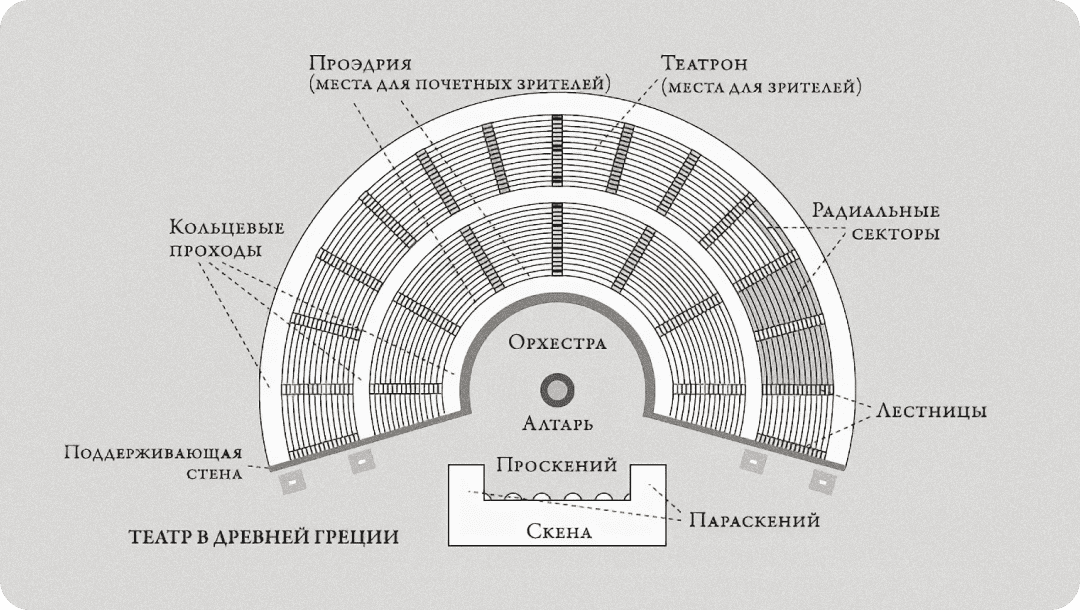 Проэдрия
(места для почетных зрителей)
Театрон
(места для зрителей)
Кольцевые
проходы
Радиальные
секторы
Орхестра
Алтарь
Лестницы
Поддерживающая
стена
Проскений
Параскений
Скена
ТЕАТР В ДРЕВНЕЙ ГРЕЦИИ